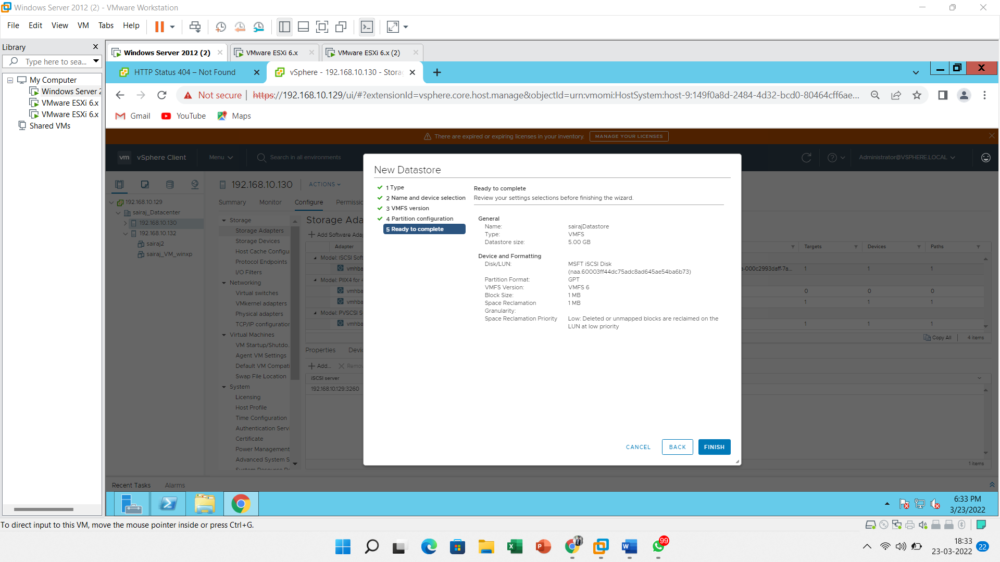 Windows Server 2012 (2) - VMware Workstation
File Edit View VM Tabs Help
Library
Type here to sea...
My Computer
Windows Server 2
VMware ESXi 6.x
VMware ESXi 6.x
Shared VMs
Windows Server 2012 (2)
VMware ESXi 6.x
VMware ESXi 6.x (2)
HTTP Status 404 – Not Found
vSphere - 192.168.10.130 - Stora
Not secure
https://192.168.10.129/ui/#?extensionId=vsphere.core.host.manage&objectId=urn:vmomi:HostSystem:host-9:149f0a8d-2484-4d32-bcd0-80464cff6ae...
Gmail YouTube Maps
There are expired or expiring licenses in your inventory. MANAGE YOUR LICENSES
vm vSphere Client Menu Search in all environments
Administrator@VSPHERE.LOCAL
192.168.10.129
sairaj_Datacenter
192.168.10.130
192.168.10.132
sairaj2
sairaj_VM_winxp
192.168.10.130 ACTIONS
Summary Monitor Configure Permissic
Storage
Storage Adapters
Storage Devices
Host Cache Configu
Protocol Endpoints
I/O Filters
Networking
Virtual switches
VMkernel adapters
Physical adapters
TCP/IP configuration
Virtual Machines
VM Startup/Shutdo..
Agent VM Settings
Default VM Compati
Swap File Location
System
Licensing
Host Profile
Time Configuration
Authentication Servi
Certificate
Power Management
Advanced System S
Storage Ada
Add Software Adap
Adapter
Model: iSCSI Soft
vmhba
Model: PIIX4 for 4
vmhba
vmhba
Model: PVSCSI S
vmhba
Properties Devic
Add... Remov
iSCSI server
192.168.10.129:3260
New Datastore
1 Type
2 Name and device selection
3 VMFS version
4 Partition configuration
5 Ready to complete
Ready to complete
Review your settings selections before finishing the wizard.
General
Name: sairajDatastore
Type: VMFS
Datastore size: 5.00 GB
Device and Formatting
Disk/LUN: MSFT iSCSI Disk
(naa.60003ff44dc75adc8ad645ae54ba6b73)
Partition Format: GPT
VMFS Version: VMFS 6
Block Size: 1 MB
Space Reclamation 1 MB
Granularity:
Space Reclamation Priority Low: Deleted or unmapped blocks are reclaimed on the
LUN at low priority
CANCEL BACK FINISH
Targets Devices Paths
a-000c2993daff-7a... 1 1 1
0 0 0
1 1 1
1 1 1
Copy All 4 items
1 items
Recent Tasks Alarms
6:33 PM
3/23/2022
To direct input to this VM, move the mouse pointer inside or press Ctrl+G.
99
18:33
23-03-2022
22